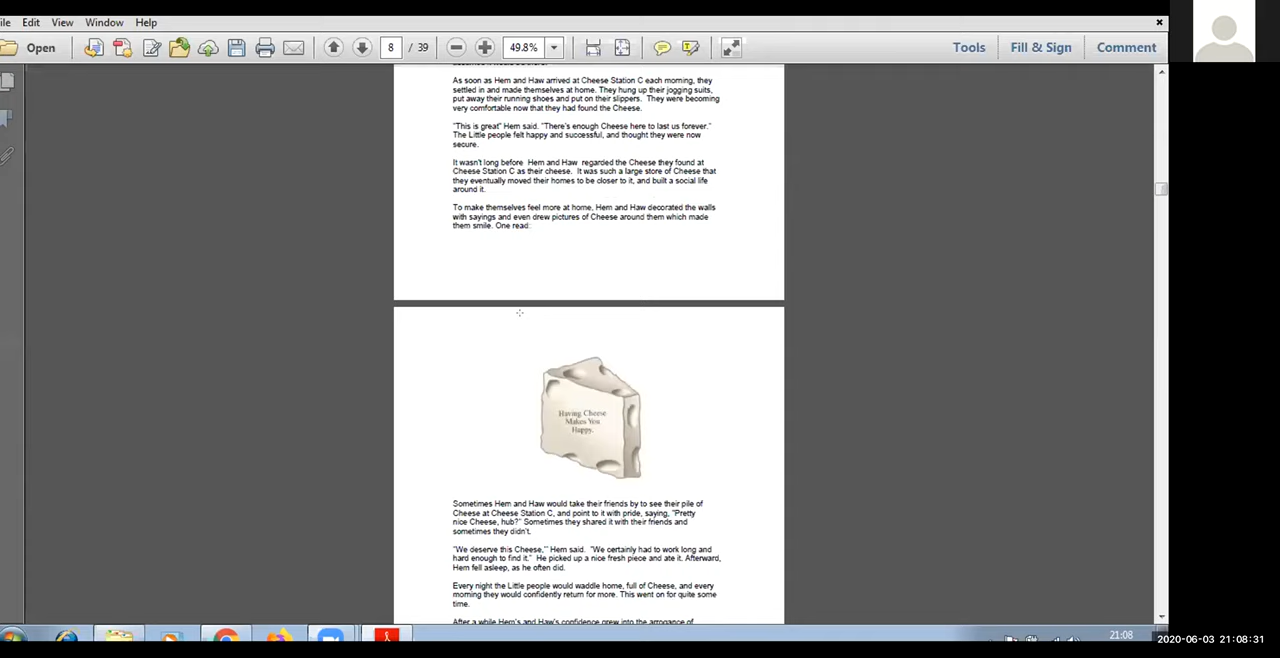 ile Edit View Window Help
Open 8 / 39 49.8% Tools Fill & Sign Comment
As soon as Hem and Haw arrived at Cheese Station C each morning, they
settled in and made themselves at home. They hung up their jogging suits,
put away their running shoes and put on their slippers. They were becoming
very comfortable now that they had found the Cheese.
"This is great" Hem said. "There's enough Cheese here to last us forever."
The Little people felt happy and successful, and thought they were now
secure.
It wasn't long before Hem and Haw regarded the Cheese they found at
Cheese Station C as their cheese. It was such a large store of Cheese that
they eventually moved their homes to be closer to it, and built a social life
around it.
To make themselves feel more at home, Hem and Haw decorated the walls
with sayings and even drew pictures of Cheese around them which made
them smile. One read:
Having Cheese
Makes You
Happy.
Sometimes Hem and Haw would take their friends by to see their pile of
Cheese at Cheese Station C, and point to it with pride, saying, "Pretty
nice Cheese, hub?" Sometimes they shared it with their friends and
sometimes they didn't.
"We deserve this Cheese,'" Hem said. "We certainly had to work long and
hard enough to find it." He picked up a nice fresh piece and ate it. Afterward,
Hem fell asleep, as he often did.
Every night the Little people would waddle home, full of Cheese, and every
morning they would confidently return for more. This went on for quite some
time.
After a while Hem's and Haw's confidence grew into the arrogance of
21:08
2020-06-03 21:08:31